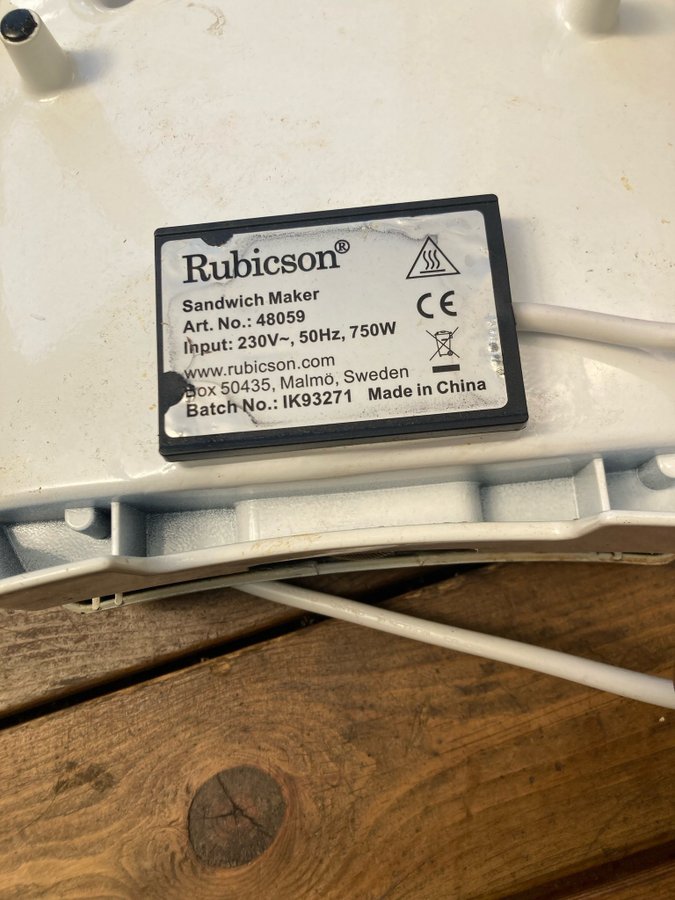 Rubicson®
Sandwich Maker
Art. No.: 48059
Input: 230V~, 50Hz, 750W
www.rubicson.com
Box 50435, Malmö, Sweden
Batch No.: IK93271 Made in China
CE